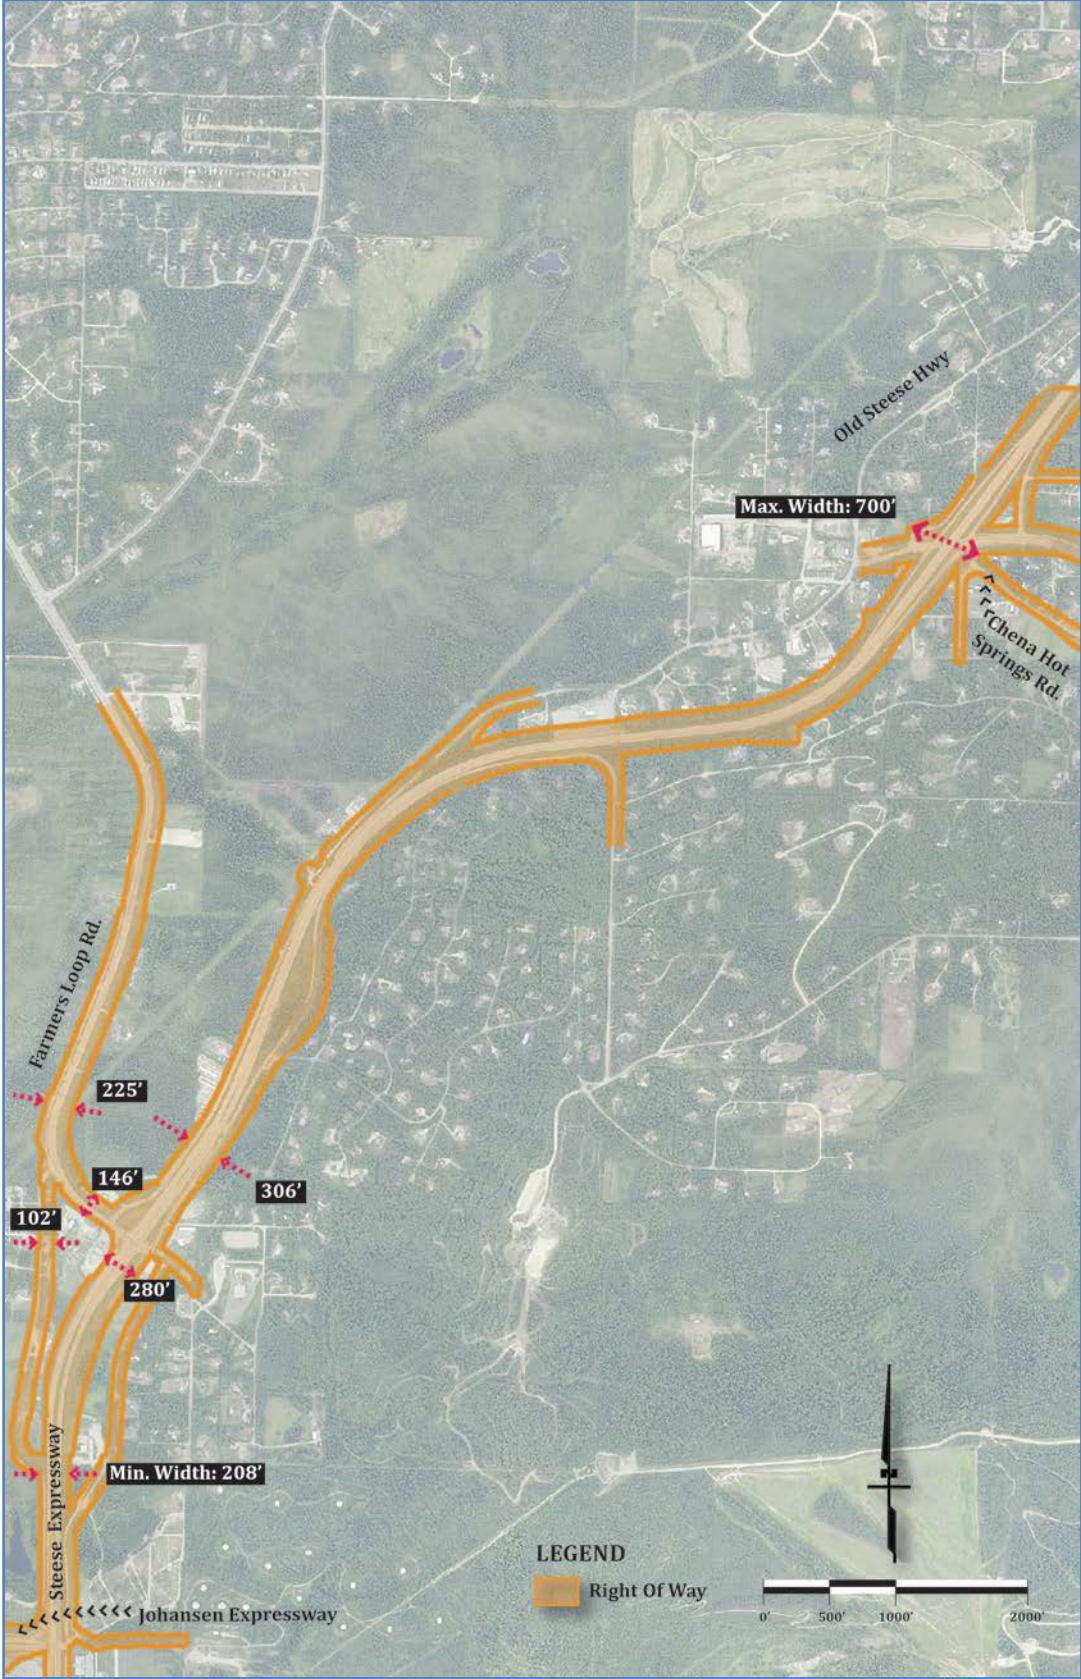 Old Steese Hwy
Max. Width: 700’
Chena Hot
Springs Rd.
Farmers Loop Rd.
225’
146’
306’
102’
280’
Steese Expressway
Min. Width: 208’
N
LEGEND
Right Of Way
Johansen Expressway
0’ 500’ 1000’ 2000’